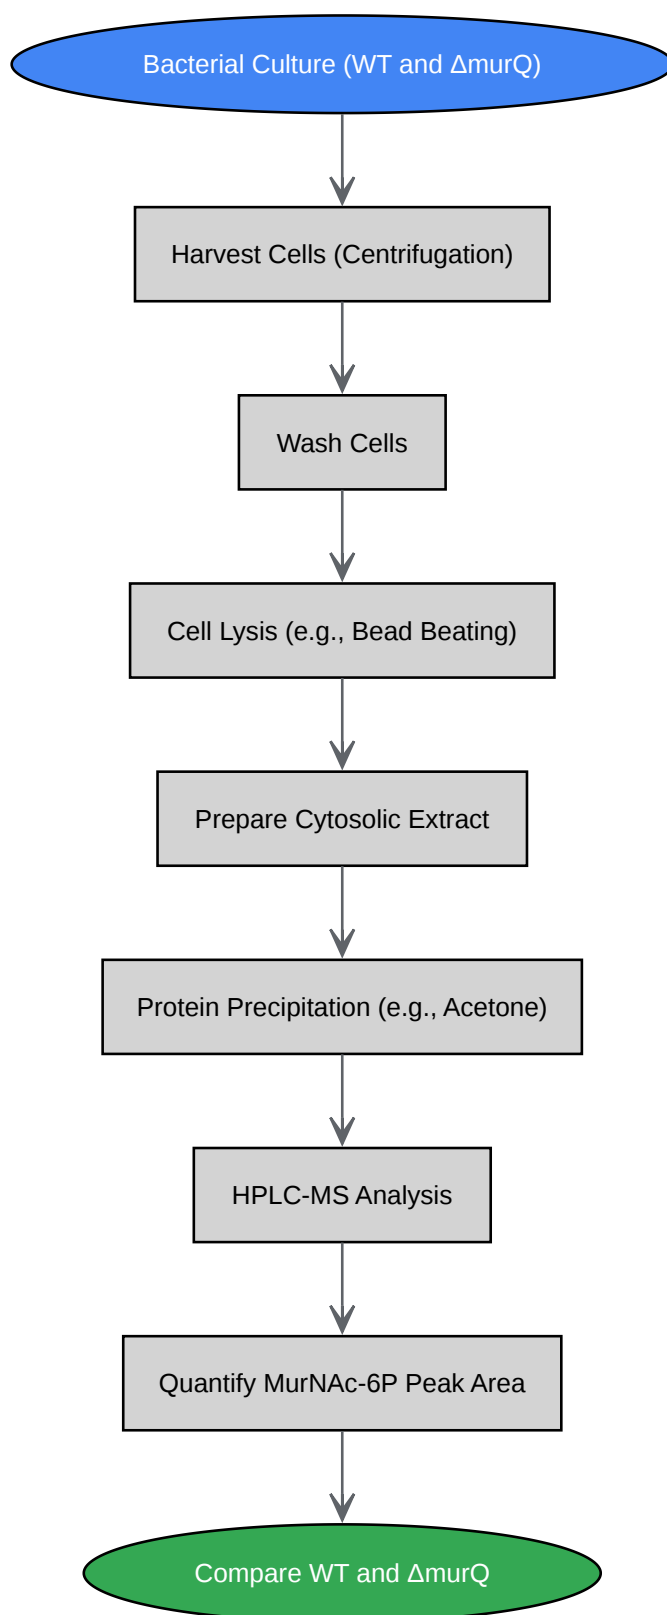 Bacterial Culture (WT and ΔmurQ)
Harvest Cells (Centrifugation)
Wash Cells
Cell Lysis (e.g., Bead Beating)
Prepare Cytosolic Extract
Protein Precipitation (e.g., Acetone)
HPLC-MS Analysis
Quantify MurNAc-6P Peak Area
Compare WT and ΔmurQ